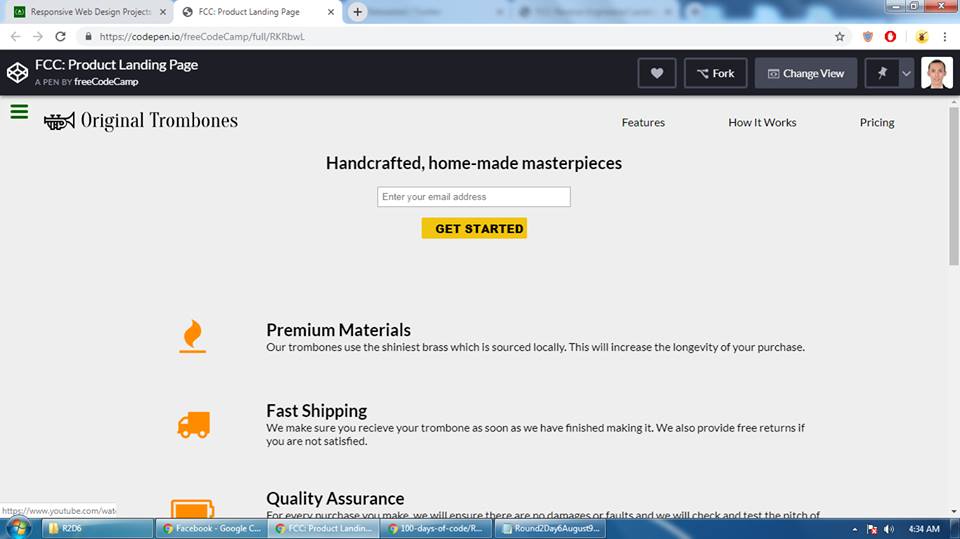 Responsive Web Design Projects
FCC: Product Landing Page
https://codepen.io/freeCodeCamp/full/RKRbwL
FCC: Product Landing Page
A PEN BY freeCodeCamp
Fork
Change View
Original Trombones
Features
How It Works
Pricing
Handcrafted, home-made masterpieces
Enter your email address
GET STARTED
Premium Materials
Our trombones use the shiniest brass which is sourced locally. This will increase the longevity of your purchase.
Fast Shipping
We make sure you recieve your trombone as soon as we have finished making it. We also provide free returns if
you are not satisfied.
Quality Assurance
For every purchase you make, we will ensure there are no damages or faults and we will check and test the pitch of
https://www.youtube.com/wat
R2D6
Facebook - Google C...
FCC: Product Landin...
100-days-of-code/R...
Round2Day6August9...
4:34 AM